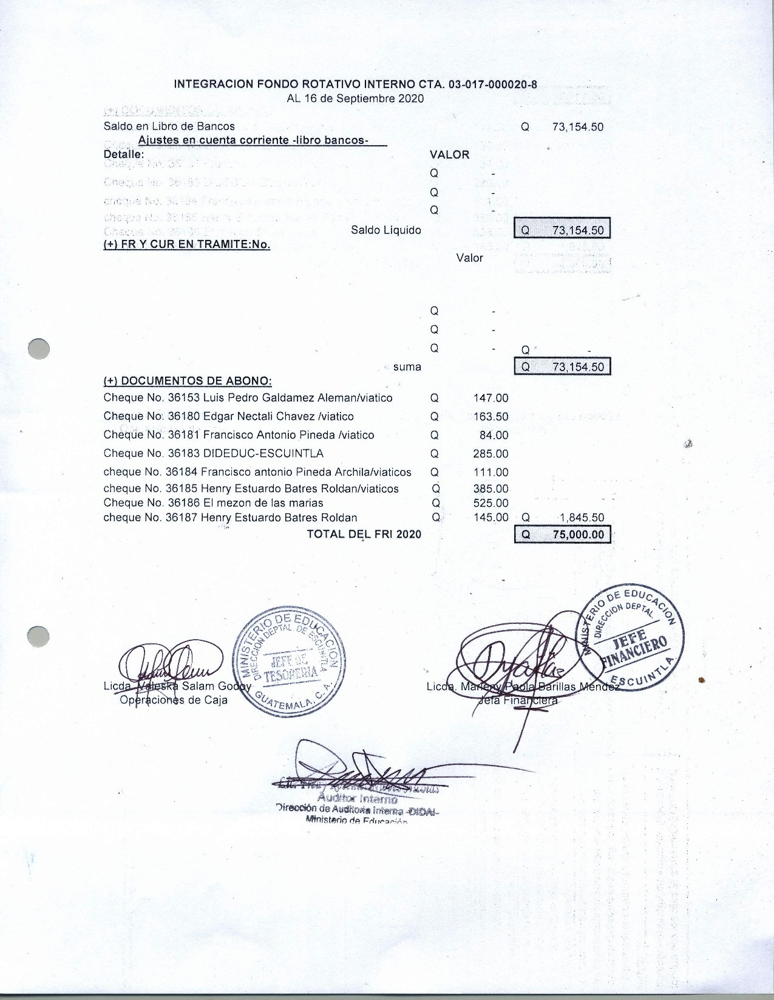 INTEGRACION FONDO ROTATIVO INTERNO CTA. 03-017-000020-8
AL 16 de Septiembre 2020
Saldo en Libro de Bancos Q 73,154.50
Ajustes en cuenta corriente -libro bancos-
Detalle: VALOR
Q -
Q -
Q -
Saldo Liquido Q 73,154.50
(+) FR Y CUR EN TRAMITE:No.
Valor
Q -
Q -
Q - Q -
suma Q 73,154.50
(+) DOCUMENTOS DE ABONO:
Cheque No. 36153 Luis Pedro Galdamez Aleman/viatico Q 147.00
Cheque No. 36180 Edgar Nectali Chavez /viatico Q 163.50
Cheque No. 36181 Francisco Antonio Pineda /viatico Q 84.00
Cheque No. 36183 DIDEDUC-ESCUINTLA Q 285.00
cheque No. 36184 Francisco antonio Pineda Archila/viaticos Q 111.00
cheque No. 36185 Henry Estuardo Batres Roldan/viaticos Q 385.00
Cheque No. 36186 El mezon de las marias Q 525.00
cheque No. 36187 Henry Estuardo Batres Roldan Q 145.00 Q 1,845.50
TOTAL DEL FRI 2020 Q 75,000.00
MINISTERIO DE EDUCACION
DIRECCION DEPTAL. DE ESCUINTLA
JEFE DE
TESORERIA
GUATEMALA, C. A.
MINISTERIO DE EDUCACION
DIRECCION DEPTAL
JEFE
FINANCIERO
ESCUINTLA
Licda. Valeska Salam Godoy
Operaciones de Caja
Licda. Marleny Paola Barillas Mendez
Jefa Financiera
Auditor Interno
Dirección de Auditoría Interna -DIDAI-
Ministerio de Educación